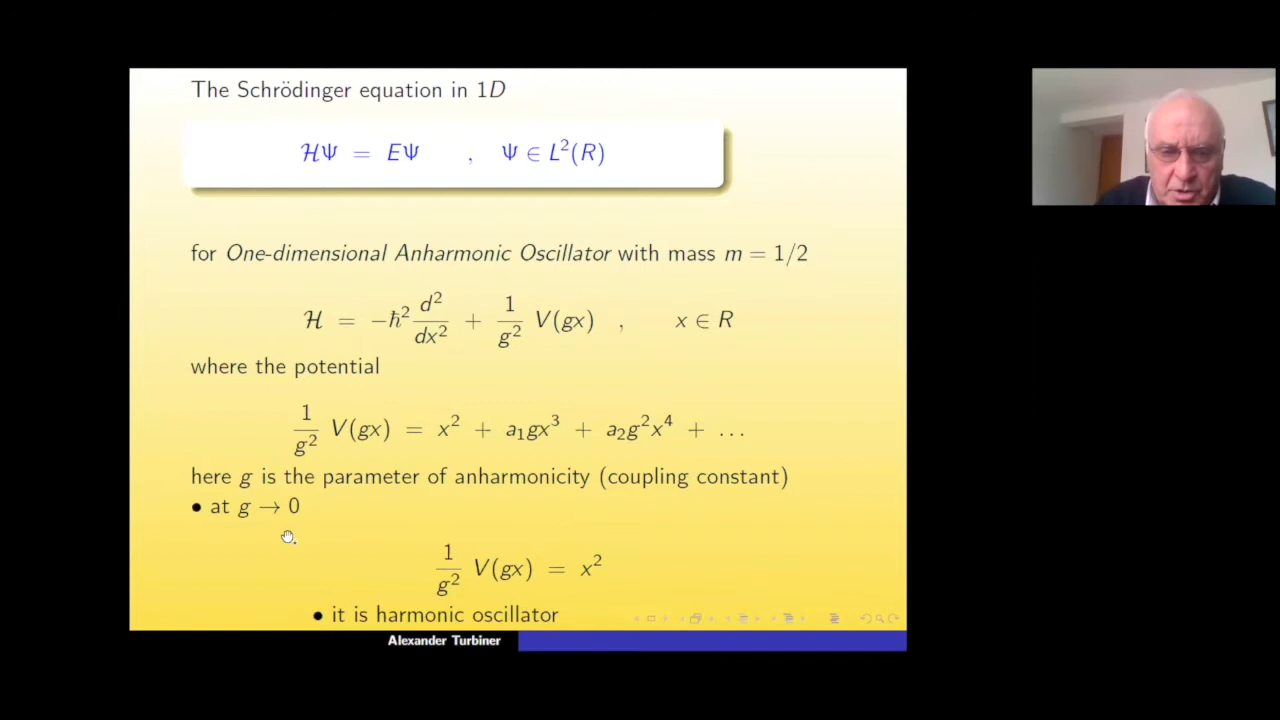 The Schrödinger equation in 1D
ℋΨ = EΨ , Ψ ∈ L²(R)
for One-dimensional Anharmonic Oscillator with mass m = 1/2
ℋ = −ℏ² d²/dx² + 1/g² V(gx) , x ∈ R
where the potential
1/g² V(gx) = x² + a₁gx³ + a₂g²x⁴ + …
here g is the parameter of anharmonicity (coupling constant)
• at g → 0
1/g² V(gx) = x²
• it is harmonic oscillator
Alexander Turbiner